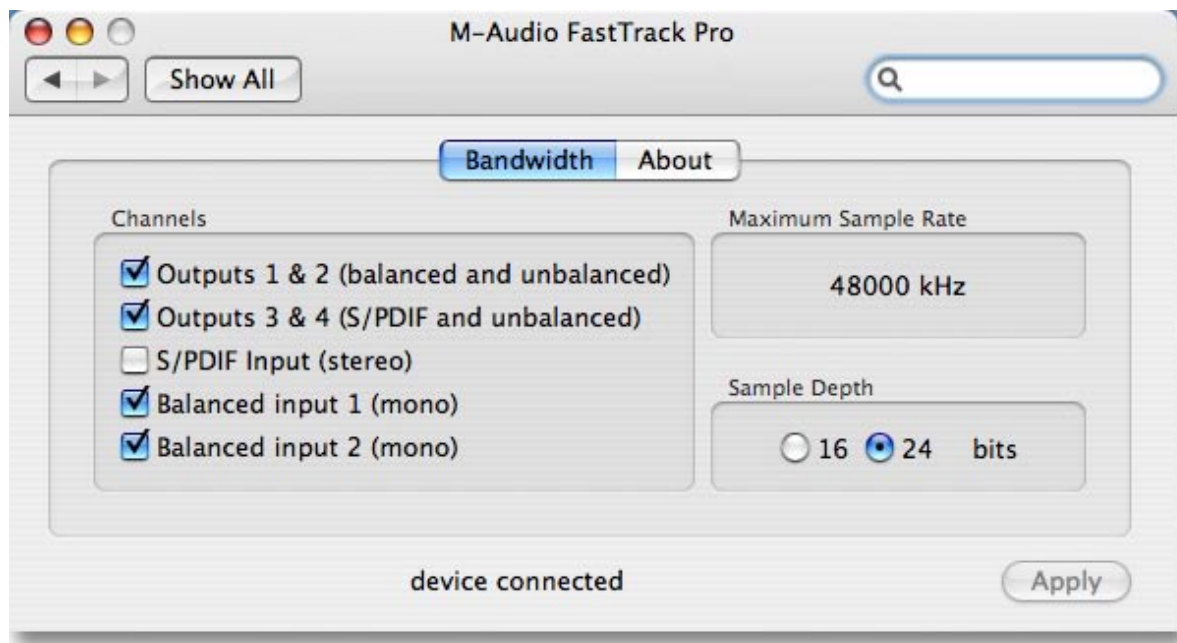 M-Audio FastTrack Pro
Show All
Bandwidth About
Channels
Outputs 1 & 2 (balanced and unbalanced)
Outputs 3 & 4 (S/PDIF and unbalanced)
S/PDIF Input (stereo)
Balanced input 1 (mono)
Balanced input 2 (mono)
Maximum Sample Rate
48000 kHz
Sample Depth
16 24 bits
device connected
Apply